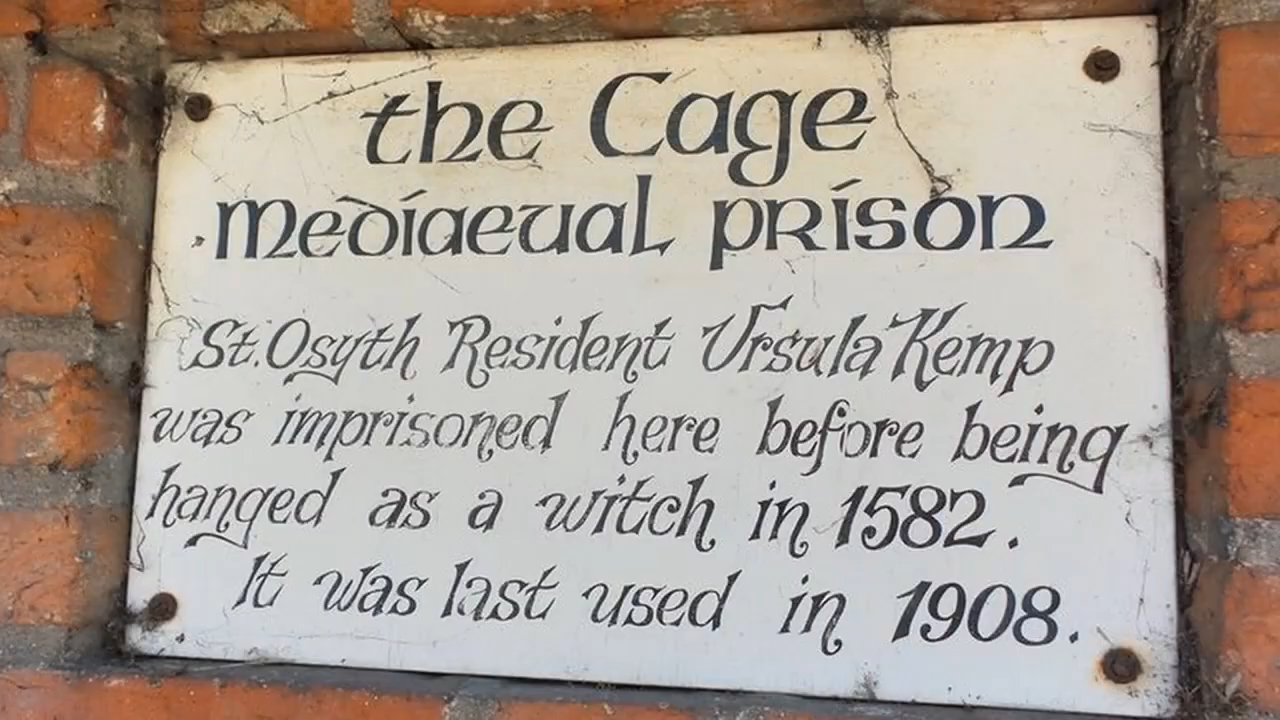 the Cage
mediaeval prison
St. Osyth Resident Ursula Kemp
was imprisoned here before being
hanged as a witch in 1582.
It was last used in 1908.